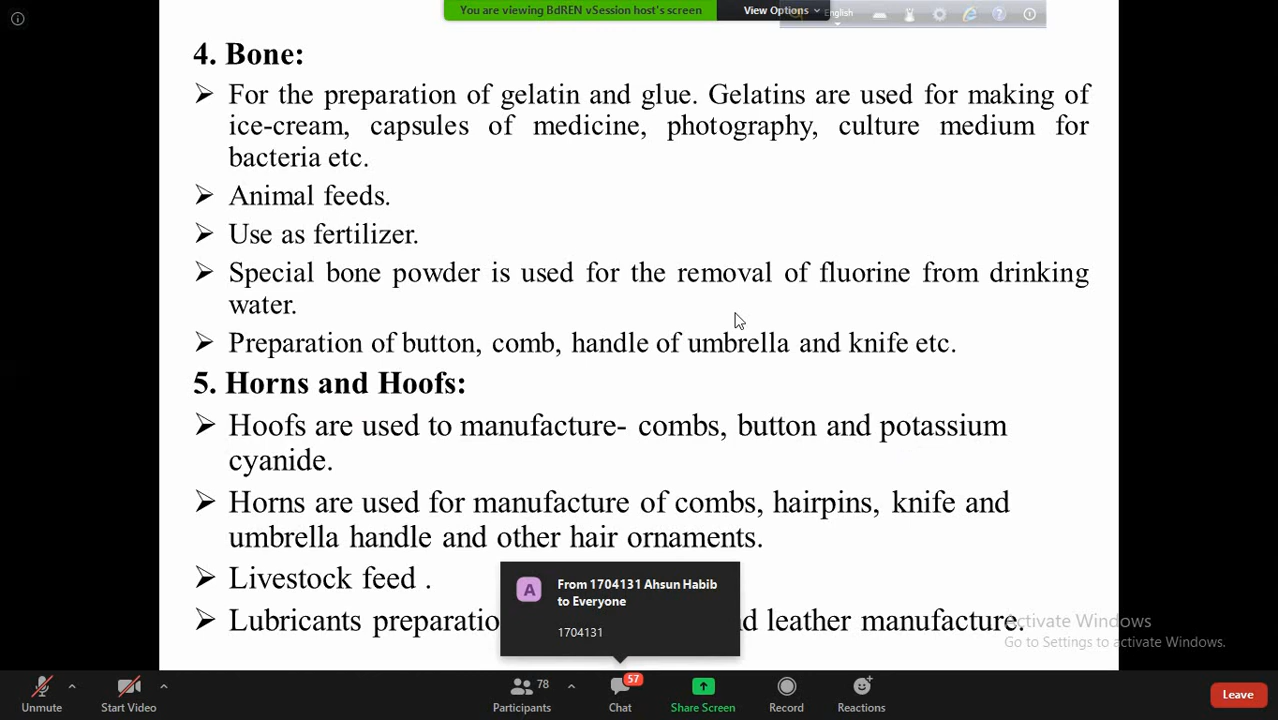 You are viewing BdREN vSession host's screen
View Options
English
4. Bone:
➢ For the preparation of gelatin and glue. Gelatins are used for making of
ice-cream, capsules of medicine, photography, culture medium for
bacteria etc.
➢ Animal feeds.
➢ Use as fertilizer.
➢ Special bone powder is used for the removal of fluorine from drinking
water.
➢ Preparation of button, comb, handle of umbrella and knife etc.
5. Horns and Hoofs:
➢ Hoofs are used to manufacture- combs, button and potassium
cyanide.
➢ Horns are used for manufacture of combs, hairpins, knife and
umbrella handle and other hair ornaments.
➢ Livestock feed .
➢ Lubricants leather manufacture.
A
From 1704131 Ahsun Habib
to Everyone
1704131
Activate Windows
Go to Settings to activate Windows.
Unmute
Start Video
78
Participants
57
Chat
Share Screen
Record
Reactions
Leave